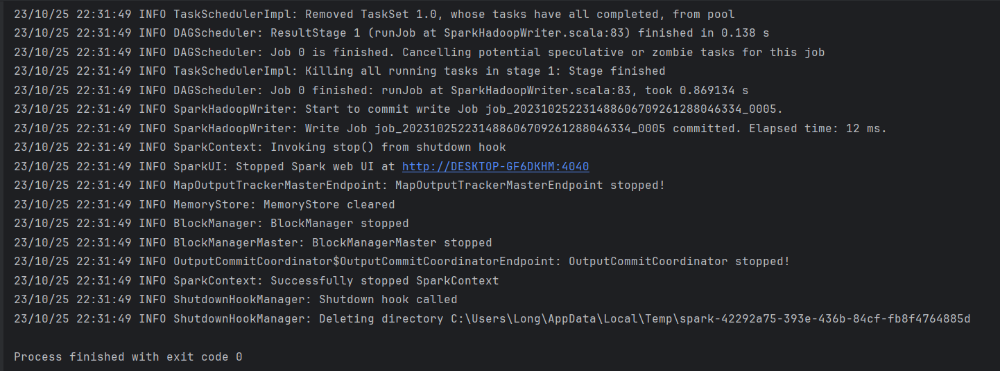 23/10/25 22:31:49 INFO TaskSchedulerImpl: Removed TaskSet 1.0, whose tasks have all completed, from pool
23/10/25 22:31:49 INFO DAGScheduler: ResultStage 1 (runJob at SparkHadoopWriter.scala:83) finished in 0.138 s
23/10/25 22:31:49 INFO DAGScheduler: Job 0 is finished. Cancelling potential speculative or zombie tasks for this job
23/10/25 22:31:49 INFO TaskSchedulerImpl: Killing all running tasks in stage 1: Stage finished
23/10/25 22:31:49 INFO DAGScheduler: Job 0 finished: runJob at SparkHadoopWriter.scala:83, took 0.869134 s
23/10/25 22:31:49 INFO SparkHadoopWriter: Start to commit write Job job_202310252231488606709261288046334_0005.
23/10/25 22:31:49 INFO SparkHadoopWriter: Write Job job_202310252231488606709261288046334_0005 committed. Elapsed time: 12 ms.
23/10/25 22:31:49 INFO SparkContext: Invoking stop() from shutdown hook
23/10/25 22:31:49 INFO SparkUI: Stopped Spark web UI at http://DESKTOP-GF6DKHM:4040
23/10/25 22:31:49 INFO MapOutputTrackerMasterEndpoint: MapOutputTrackerMasterEndpoint stopped!
23/10/25 22:31:49 INFO MemoryStore: MemoryStore cleared
23/10/25 22:31:49 INFO BlockManager: BlockManager stopped
23/10/25 22:31:49 INFO BlockManagerMaster: BlockManagerMaster stopped
23/10/25 22:31:49 INFO OutputCommitCoordinator$OutputCommitCoordinatorEndpoint: OutputCommitCoordinator stopped!
23/10/25 22:31:49 INFO SparkContext: Successfully stopped SparkContext
23/10/25 22:31:49 INFO ShutdownHookManager: Shutdown hook called
23/10/25 22:31:49 INFO ShutdownHookManager: Deleting directory C:\Users\Long\AppData\Local\Temp\spark-42292a75-393e-436b-84cf-fb8f4764885d
Process finished with exit code 0